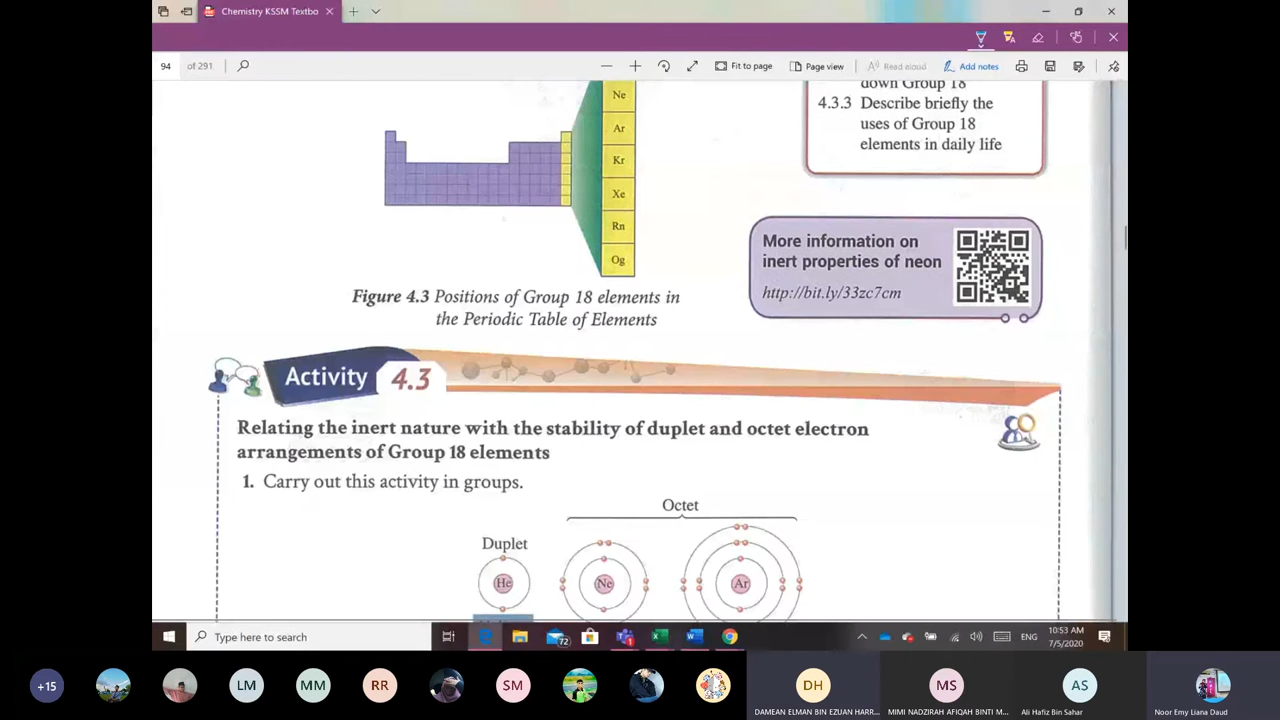 Chemistry KSSM Textbo
94 of 291
Fit to page
Page view
Read aloud
Add notes
Ne
Ar
Kr
Xe
Rn
Og
down Group 18
4.3.3 Describe briefly the
uses of Group 18
elements in daily life
More information on
inert properties of neon
http://bit.ly/33zc7cm
Figure 4.3 Positions of Group 18 elements in
the Periodic Table of Elements
Activity 4.3
Relating the inert nature with the stability of duplet and octet electron
arrangements of Group 18 elements
1. Carry out this activity in groups.
Octet
Duplet
He
Ne
Ar
Type here to search
72
1
ENG
10:53 AM
7/5/2020
+15
LM
MM
RR
SM
DH
MS
AS
DAMEAN ELMAN BIN EZUAN HARR...
MIMI NADZIRAH AFIQAH BINTI M...
Ali Hafiz Bin Sahar
Noor Emy Liana Daud